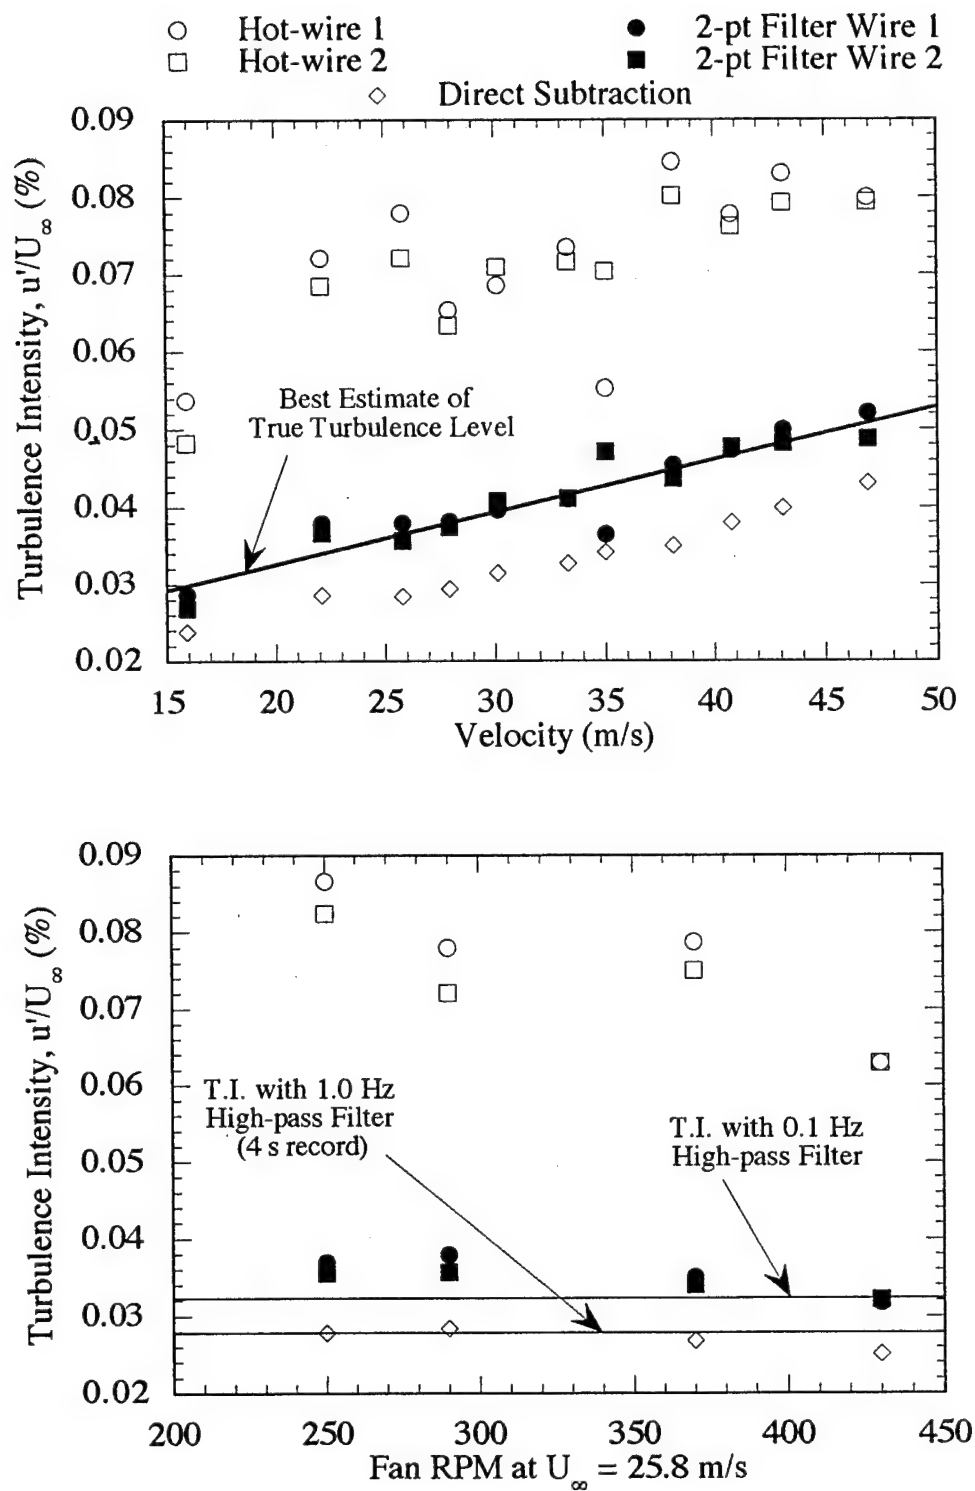 Hot-wire 1
2-pt Filter Wire 1
Hot-wire 2
2-pt Filter Wire 2
Direct Subtraction
Turbulence Intensity, u'/U∞ (%)
0.09
0.08
0.07
0.06
0.05
0.04
0.03
0.02
Best Estimate of
True Turbulence Level
15
20
25
30
35
40
45
50
Velocity (m/s)
Turbulence Intensity, u'/U∞ (%)
0.09
0.08
0.07
0.06
0.05
0.04
0.03
0.02
T.I. with 1.0 Hz
High-pass Filter
(4 s record)
T.I. with 0.1 Hz
High-pass Filter
200
250
300
350
400
450
Fan RPM at U∞ = 25.8 m/s